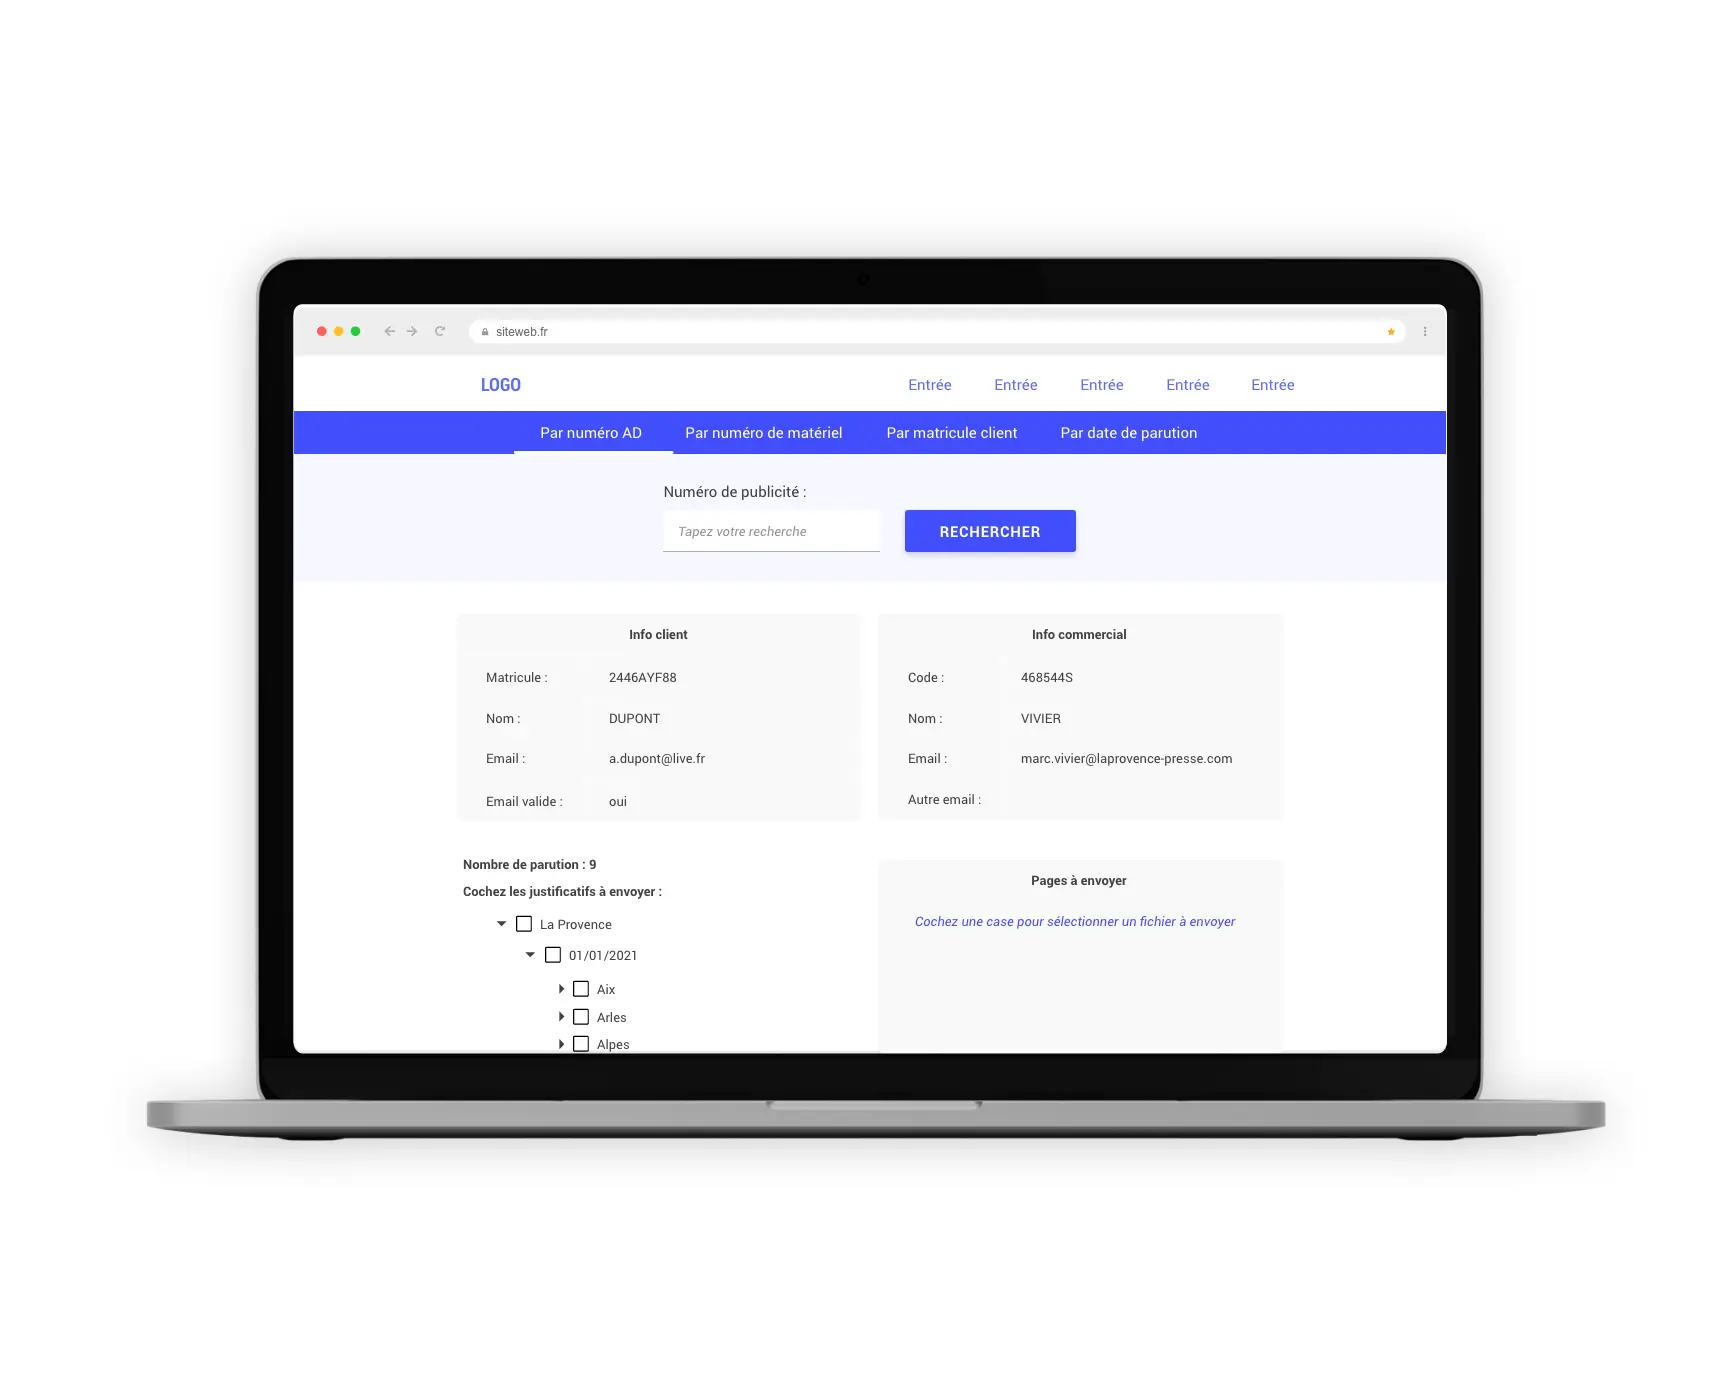 siteweb.fr
LOGO Entrée Entrée Entrée Entrée Entrée
Par numéro AD Par numéro de matériel Par matricule client Par date de parution
Numéro de publicité :
Tapez votre recherche RECHERCHER
Info client
Matricule : 2446AYF88
Nom : DUPONT
Email : a.dupont@live.fr
Email valide : oui
Info commercial
Code : 468544S
Nom : VIVIER
Email : marc.vivier@laprovence-presse.com
Autre email :
Nombre de parution : 9
Cochez les justificatifs à envoyer :
La Provence
01/01/2021
Aix
Arles
Alpes
Pages à envoyer
Cochez une case pour sélectionner un fichier à envoyer